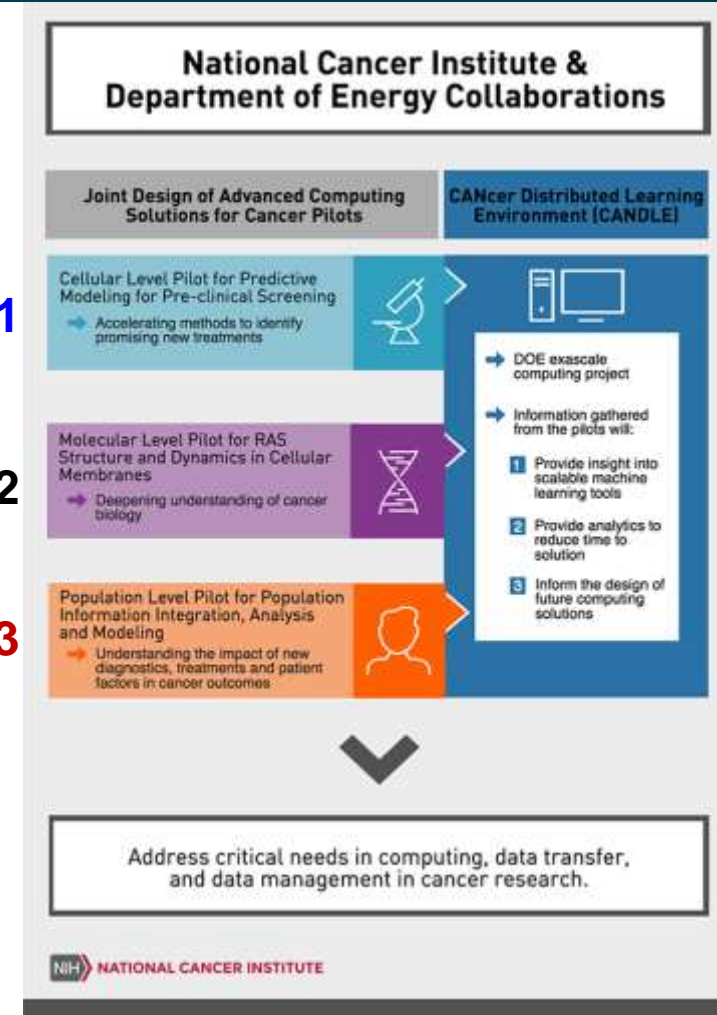 National Cancer Institute &
Department of Energy Collaborations
Joint Design of Advanced Computing
Solutions for Cancer Pilots
CANcer Distributed Learning
Environment (CANDLE)
1
Cellular Level Pilot for Predictive
Modeling for Pre-clinical Screening
Accelerating methods to identify
promising new treatments
2
Molecular Level Pilot for RAS
Structure and Dynamics in Cellular
Membranes
Deepening understanding of cancer
biology
3
Population Level Pilot for Population
Information Integration, Analysis
and Modeling
Understanding the impact of new
diagnostics, treatments and patient
factors in cancer outcomes
DOE exascale
computing project
Information gathered
from the pilots will:
1 Provide insight into
scalable machine
learning tools
2 Provide analytics to
reduce time to
solution
3 Inform the design of
future computing
solutions
Address critical needs in computing, data transfer,
and data management in cancer research.
NIH NATIONAL CANCER INSTITUTE